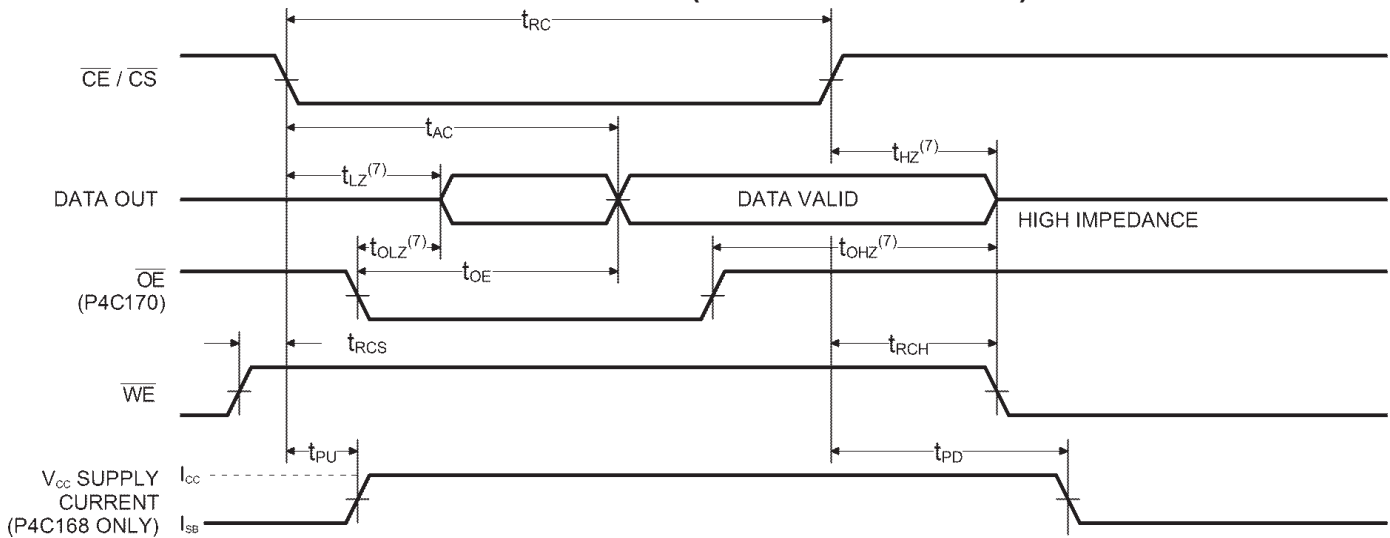 tRC
CE / CS
tAC
tHZ(7)
tLZ(7)
DATA OUT
DATA VALID
HIGH IMPEDANCE
tOLZ(7)
tOHZ(7)
OE
(P4C170)
tOE
tRCS
tRCH
WE
tPU
tPD
VCC SUPPLY
CURRENT
(P4C168 ONLY)
ICC
ISB